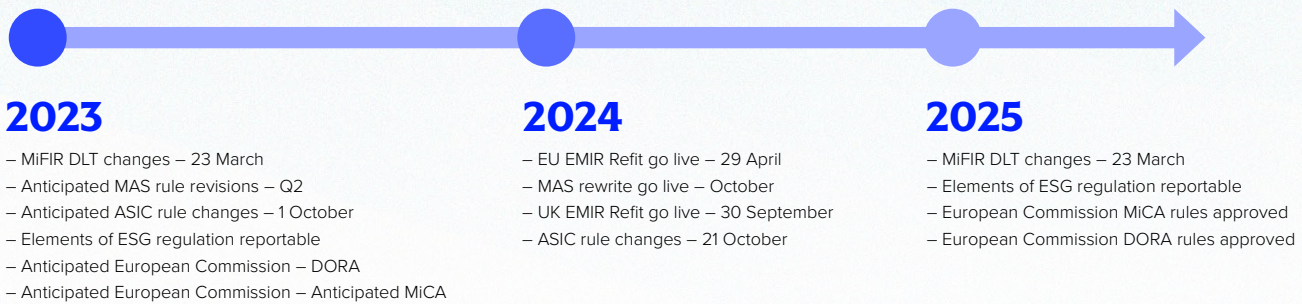 2023
– MiFIR DLT changes – 23 March
– Anticipated MAS rule revisions – Q2
– Anticipated ASIC rule changes – 1 October
– Elements of ESG regulation reportable
– Anticipated European Commission – DORA
– Anticipated European Commission – Anticipated MiCA
2024
– EU EMIR Refit go live – 29 April
– MAS rewrite go live – October
– UK EMIR Refit go live – 30 September
– ASIC rule changes – 21 October
2025
– MiFIR DLT changes – 23 March
– Elements of ESG regulation reportable
– European Commission MiCA rules approved
– European Commission DORA rules approved